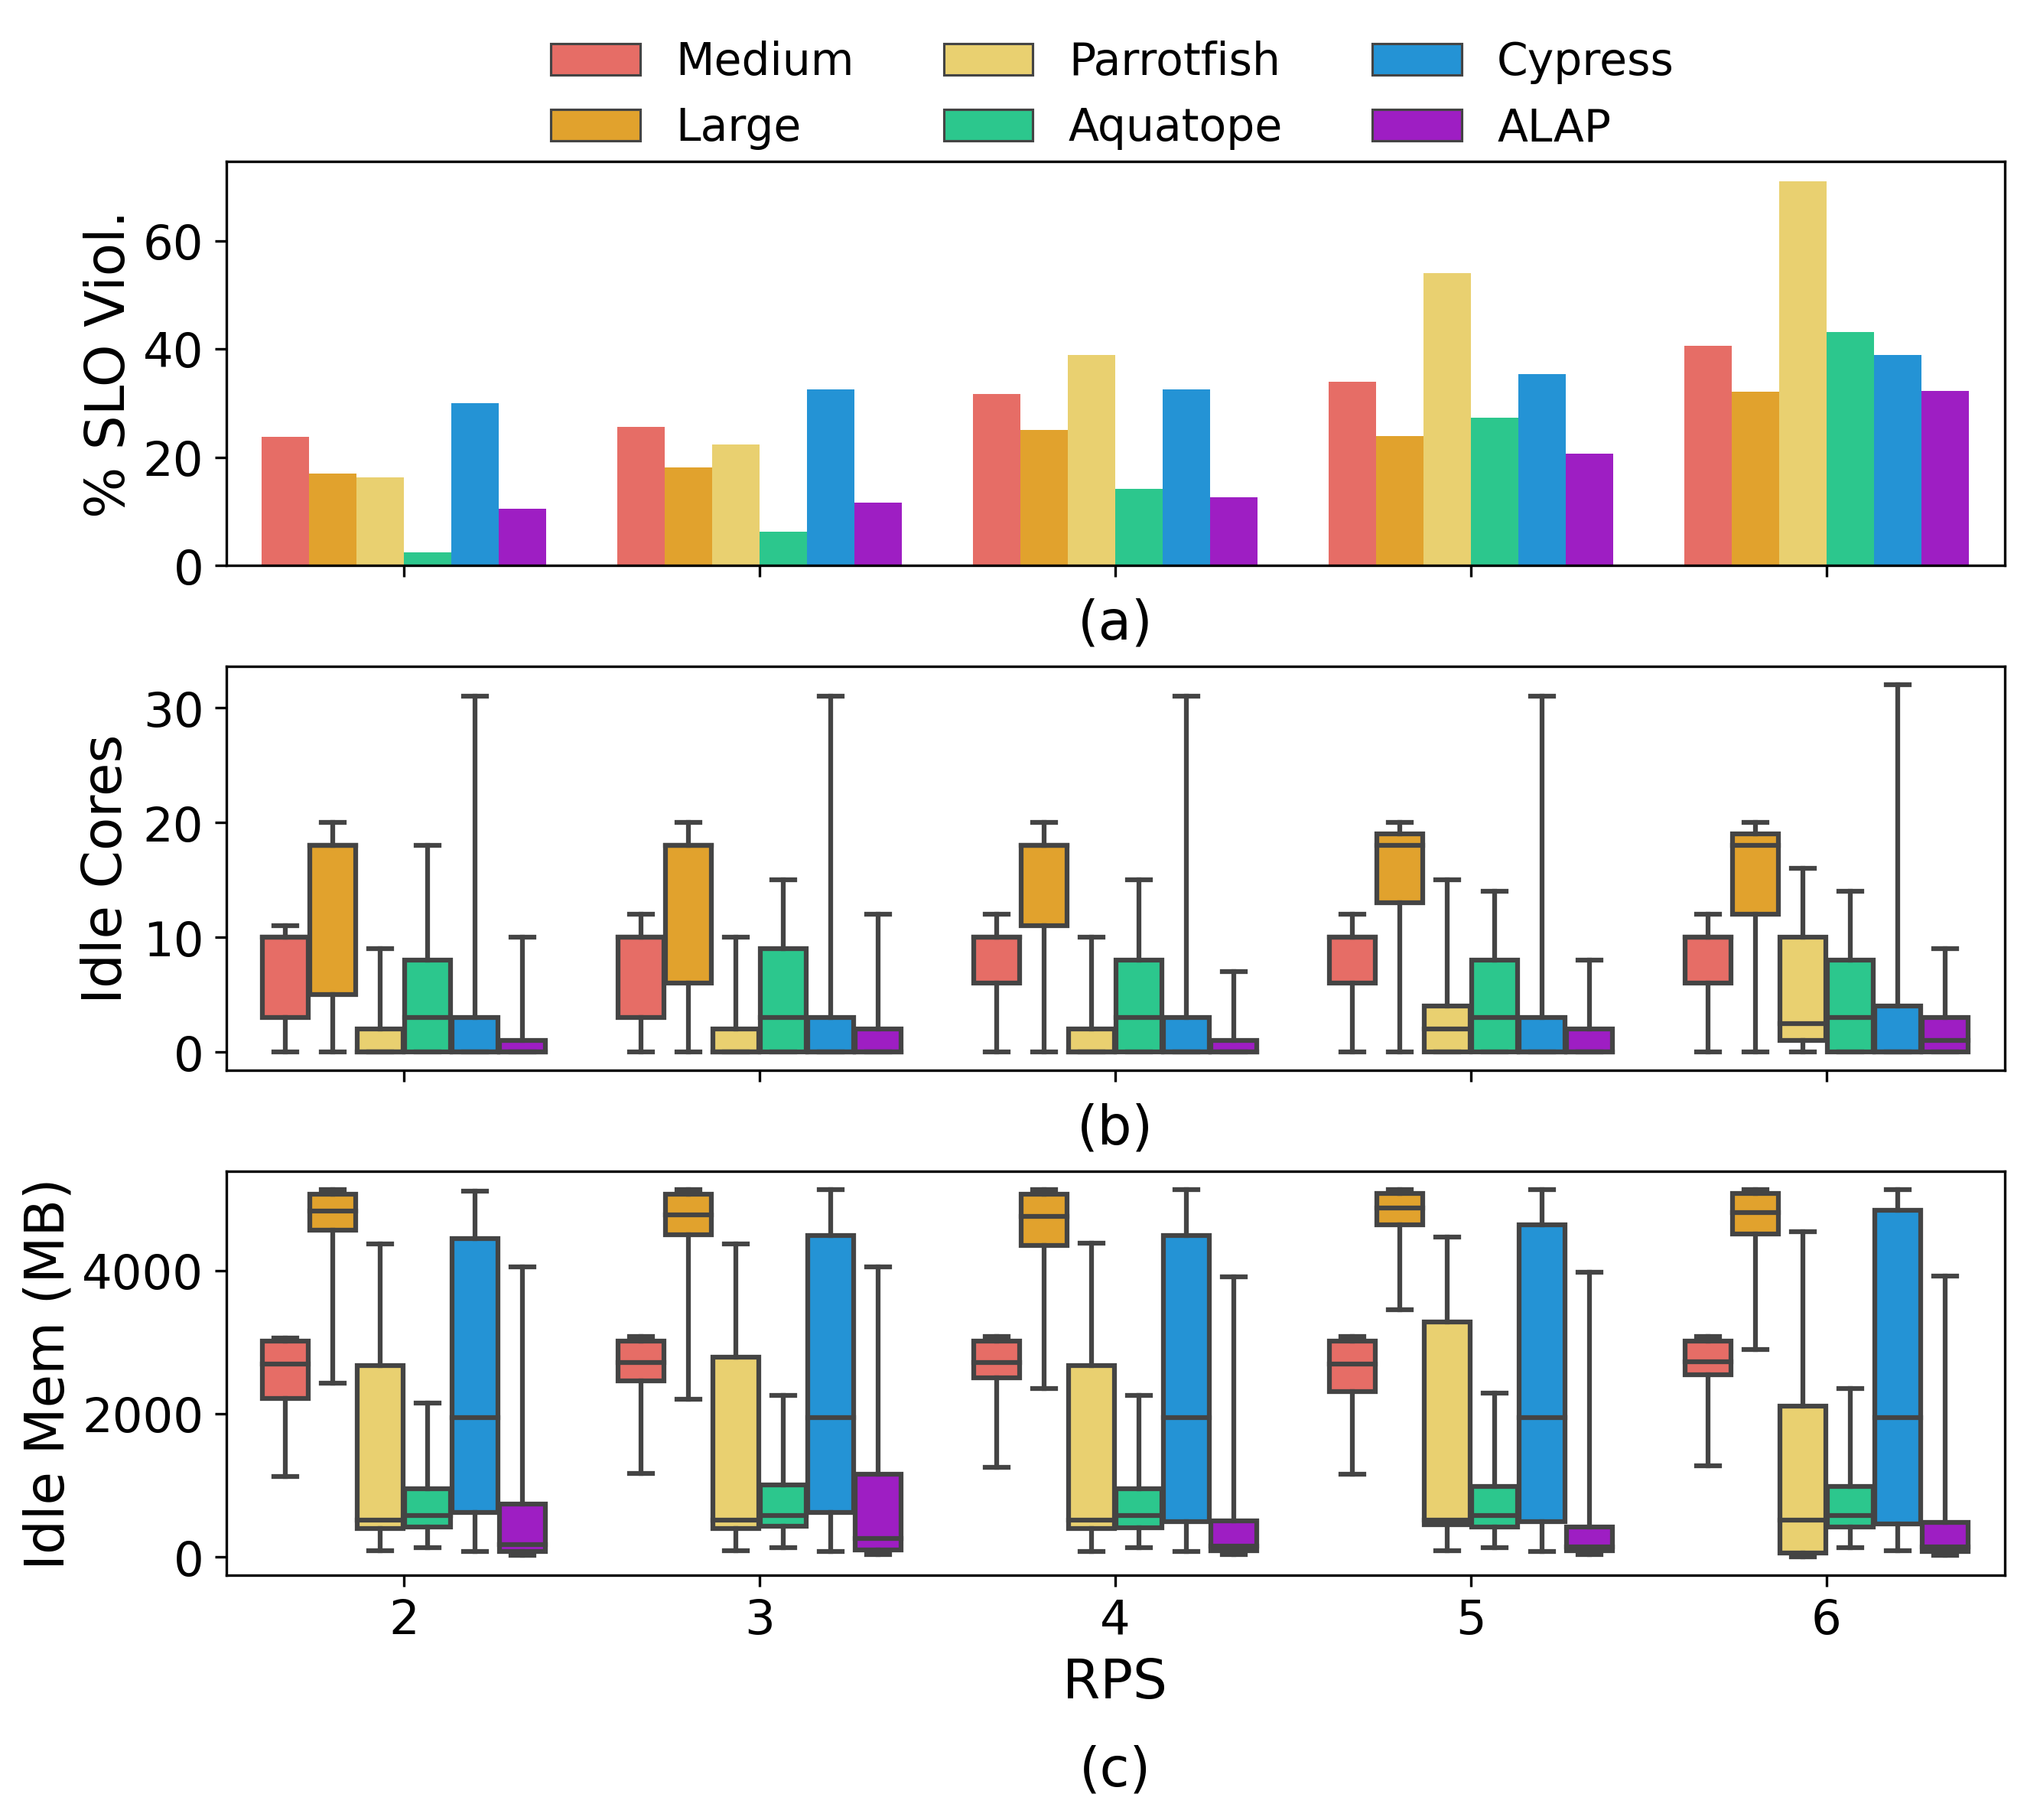 Medium Parrotfish Cypress
Large Aquatope ALAP
% SLO Viol.
60
40
20
0
(a)
Idle Cores
30
20
10
0
(b)
Idle Mem (MB)
4000
2000
0
2 3 4 5 6
RPS
(c)